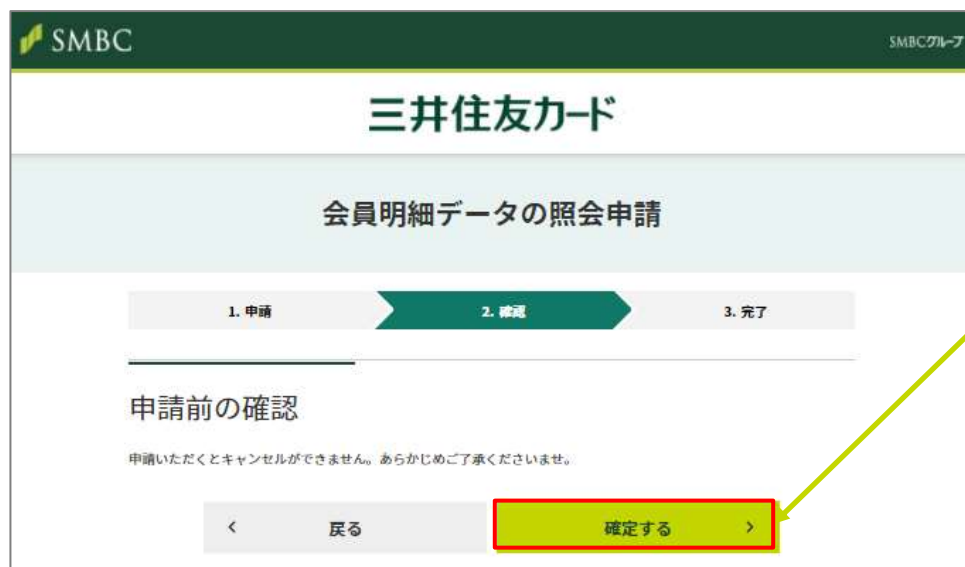 SMBC
SMBCグループ
三井住友カード
会員明細データの照会申請
1. 申請
2. 確認
3. 完了
申請前の確認
申請いただくとキャンセルができません。あらかじめご了承くださいませ。
戻る
確定する